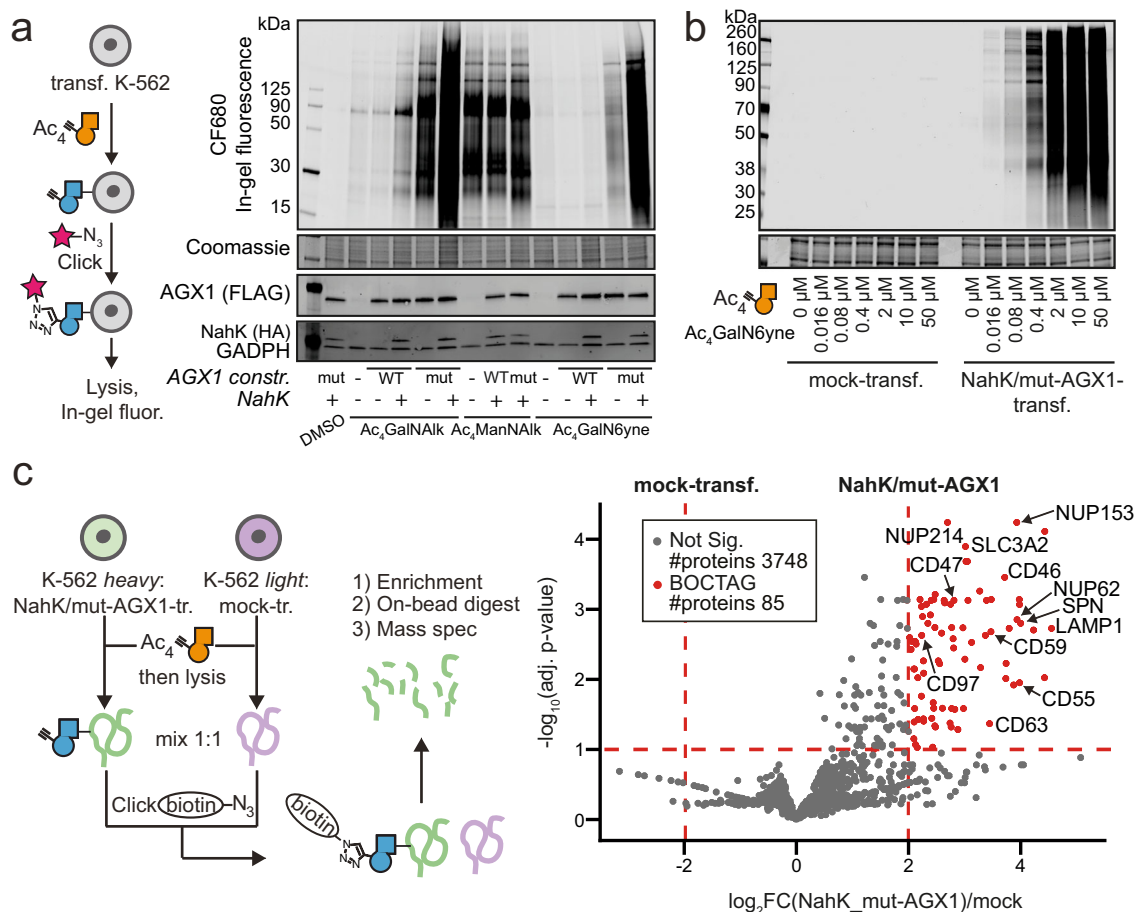 a
transf. K-562
Ac4
N3
Click
N
N
N
Lysis,
In-gel fluor.
kDa
125
90
50
30
15
CF680
In-gel fluorescence
Coomassie
AGX1 (FLAG)
NahK (HA)
GADPH
AGX1 constr. mut - WT mut - WT mut - WT mut
NahK + - - + - + - + + - - + - +
DMSO Ac4GalNAlk Ac4ManNAlk Ac4GalN6yne
b
kDa
260
160
125
90
70
50
38
30
25
Ac4
Ac4GalN6yne
0 µM 0.016 µM 0.08 µM 0.4 µM 2 µM 10 µM 50 µM 0 µM 0.016 µM 0.08 µM 0.4 µM 2 µM 10 µM 50 µM
mock-transf. NahK/mut-AGX1-
transf.
c
K-562 heavy: K-562 light:
NahK/mut-AGX1-tr. mock-tr.
Ac4
then lysis
mix 1:1
Click biotin-N3
1) Enrichment
2) On-bead digest
3) Mass spec
biotin
N
N
N
mock-transf. NahK/mut-AGX1
Not Sig.
#proteins 3748
BOCTAG
#proteins 85
NUP153
NUP214
SLC3A2
CD47
CD46
NUP62
SPN
LAMP1
CD59
CD97
CD55
CD63
4
3
2
1
0
-log10(adj. p-value)
-2 0 2 4
log2FC(NahK_mut-AGX1)/mock